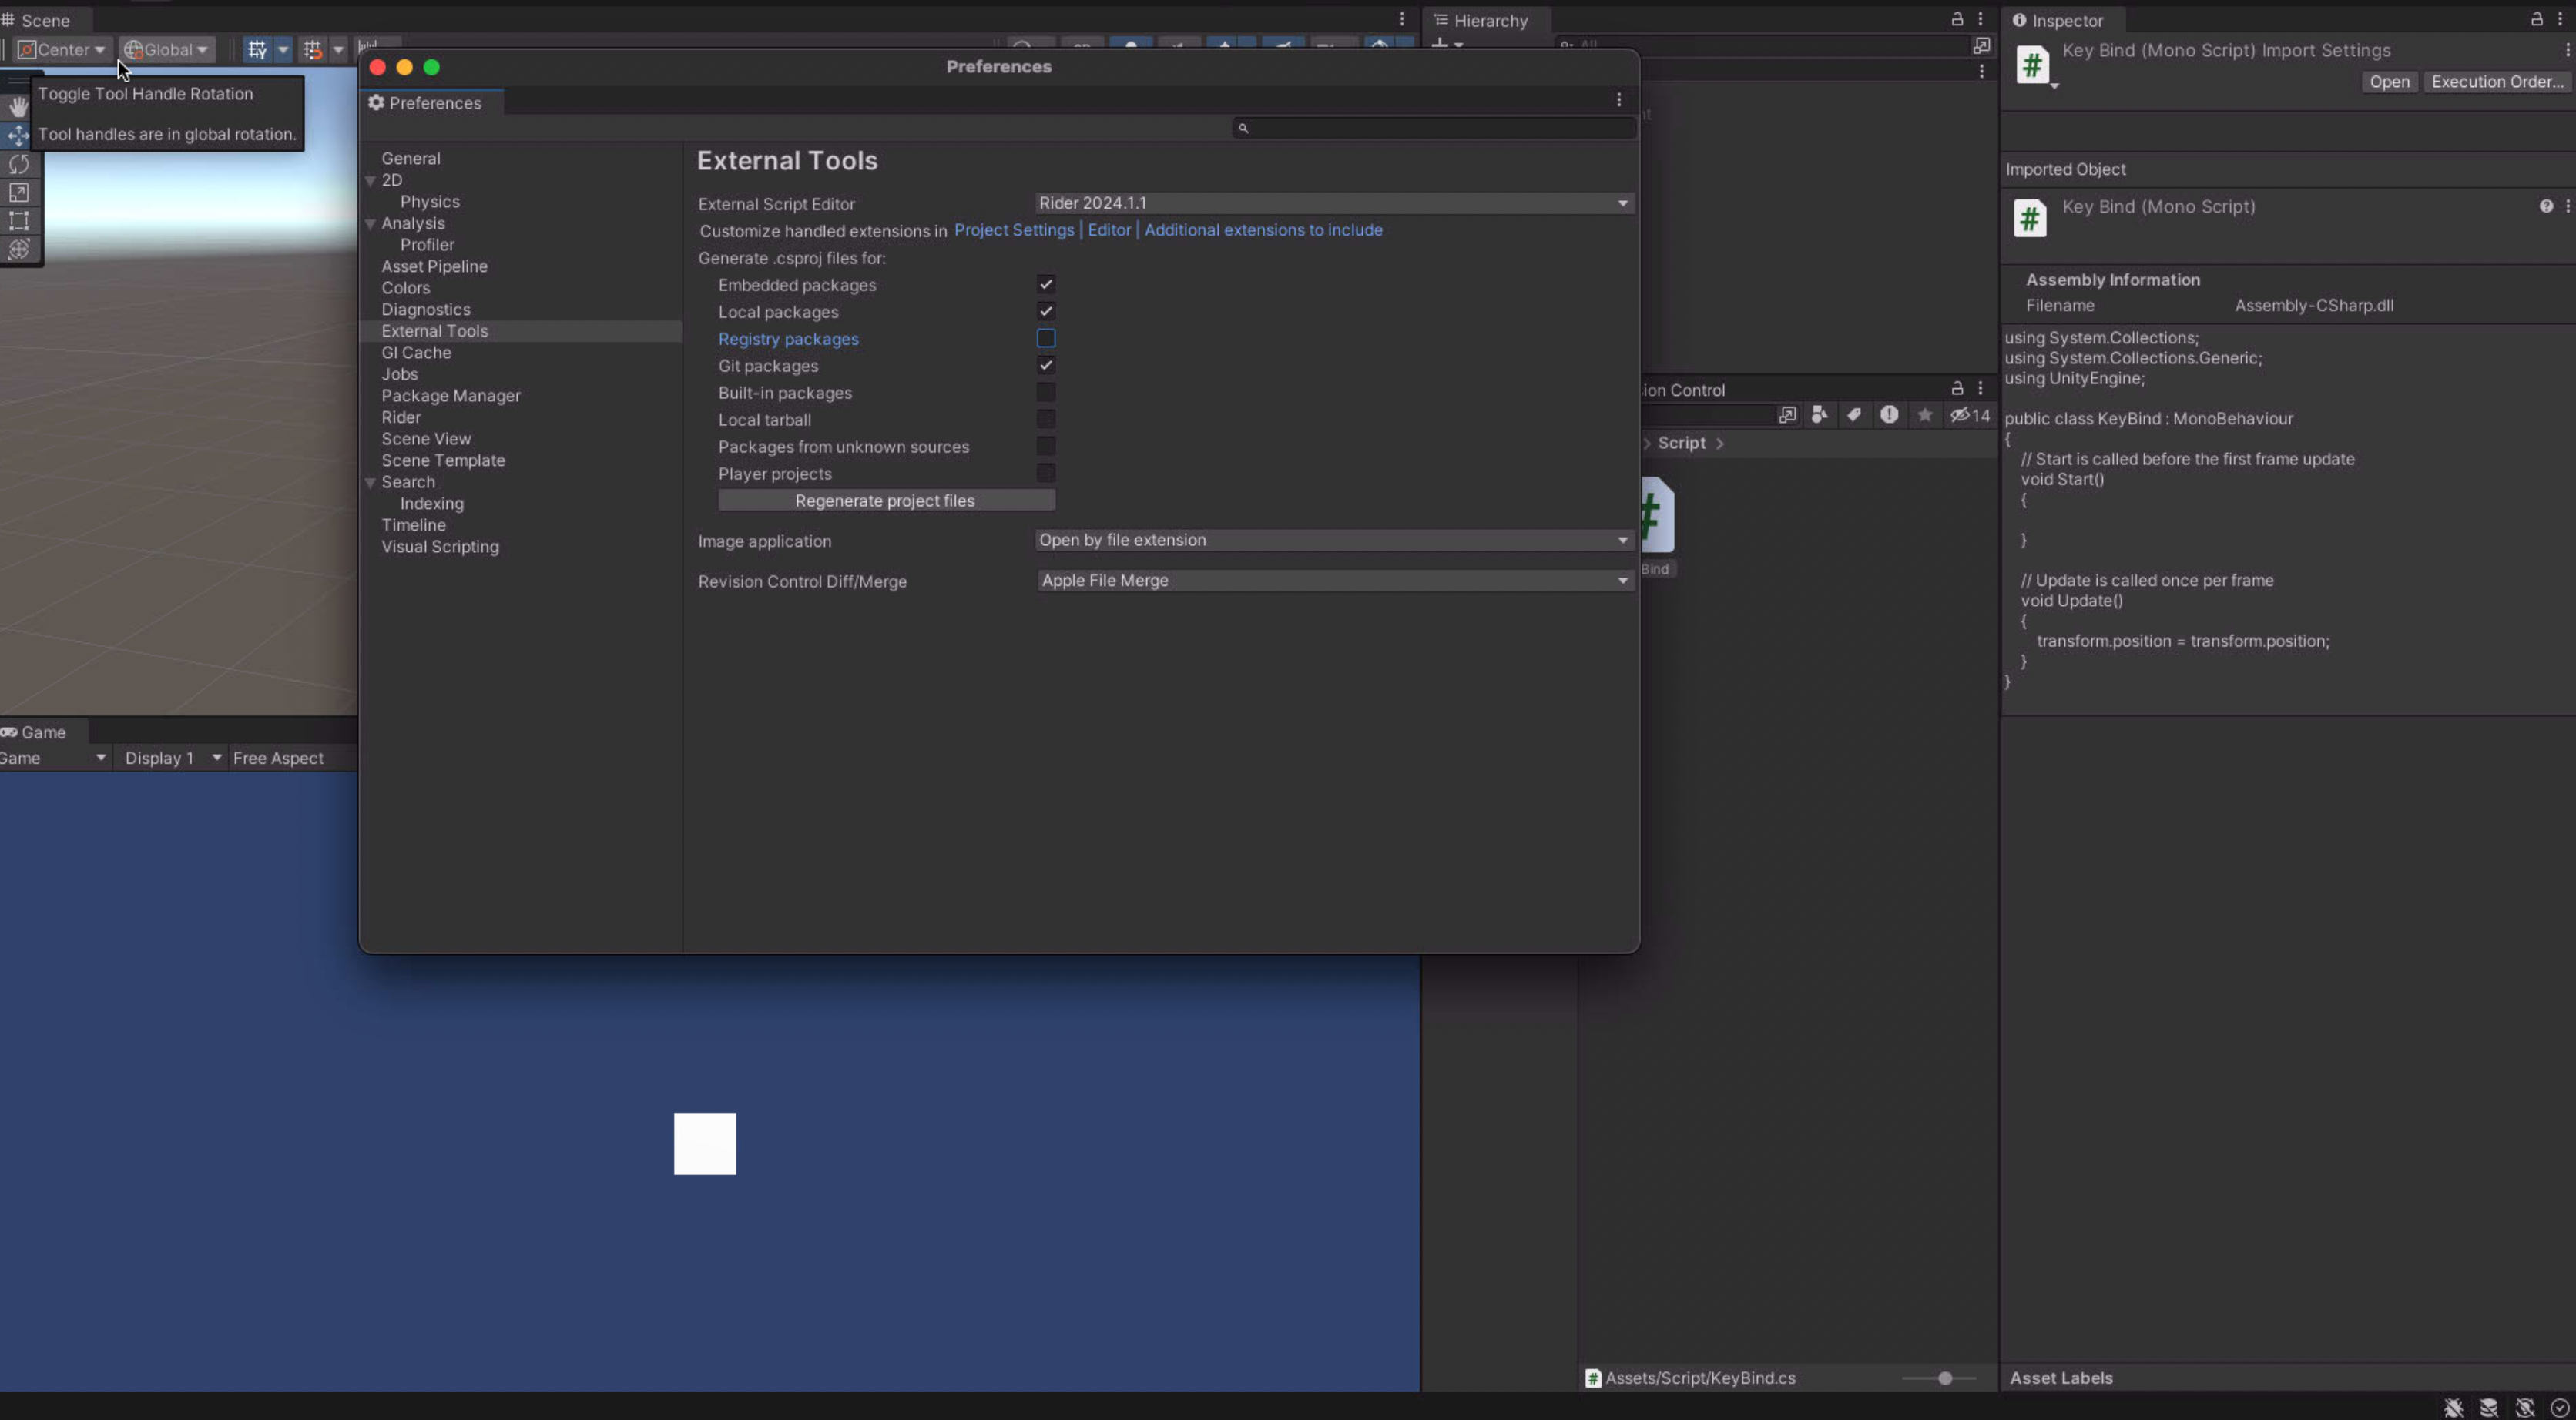 Scene
Center
Global
Toggle Tool Handle Rotation
Tool handles are in global rotation.
Game
Game
Display 1
Free Aspect
Preferences
Preferences
General
2D
Physics
Analysis
Profiler
Asset Pipeline
Colors
Diagnostics
External Tools
GI Cache
Jobs
Package Manager
Rider
Scene View
Scene Template
Search
Indexing
Timeline
Visual Scripting
External Tools
External Script Editor Rider 2024.1.1
Customize handled extensions in Project Settings | Editor | Additional extensions to include
Generate .csproj files for:
Embedded packages
Local packages
Registry packages
Git packages
Built-in packages
Local tarball
Packages from unknown sources
Player projects
Regenerate project files
Image application Open by file extension
Revision Control Diff/Merge Apple File Merge
Hierarchy
All
ion Control
14
Script
Bind
Assets/Script/KeyBind.cs
Inspector
Key Bind (Mono Script) Import Settings
Open Execution Order...
Imported Object
Key Bind (Mono Script)
Assembly Information
Filename Assembly-CSharp.dll
using System.Collections;
using System.Collections.Generic;
using UnityEngine;
public class KeyBind : MonoBehaviour
{
// Start is called before the first frame update
void Start()
{
}
// Update is called once per frame
void Update()
{
transform.position = transform.position;
}
}
Asset Labels